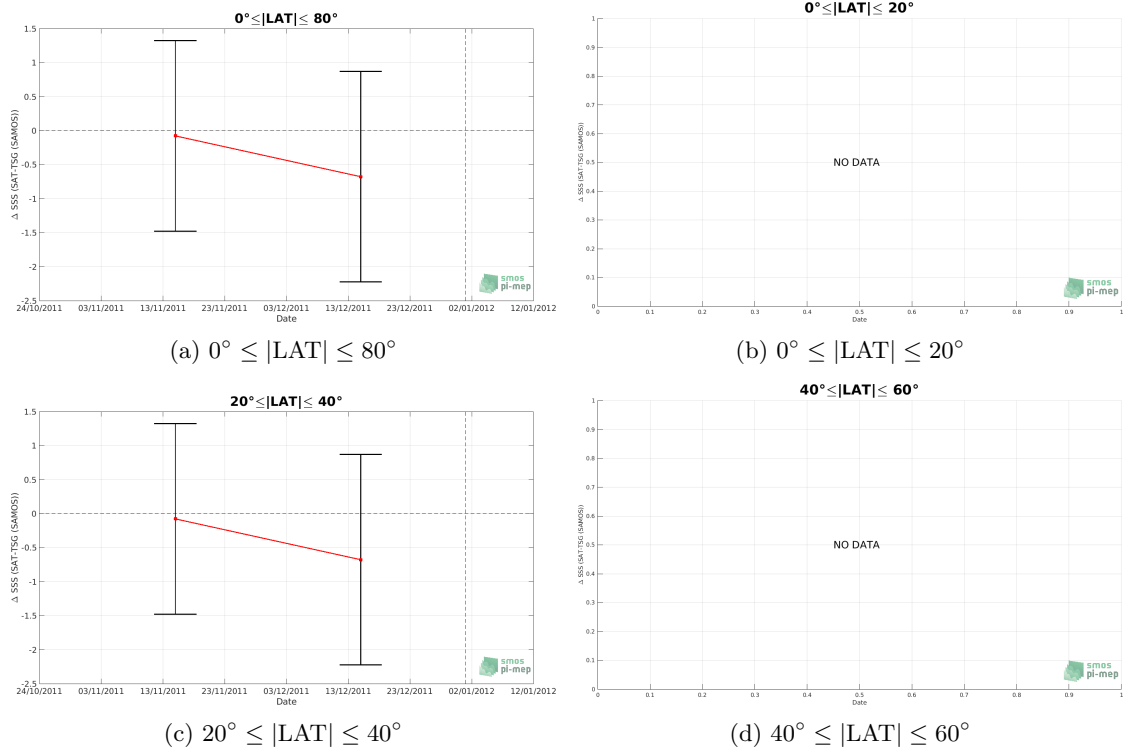 0°≤|LAT|≤ 80°
1.5
1
0.5
0
-0.5
-1
-1.5
-2
-2.5
Δ SSS (SAT-TSG (SAMOS))
24/10/2011 03/11/2011 13/11/2011 23/11/2011 03/12/2011 13/12/2011 23/12/2011 02/01/2012 12/01/2012
Date
smos
pi-mep
(a) 0° ≤ |LAT| ≤ 80°
0°≤|LAT|≤ 20°
1
0.9
0.8
0.7
0.6
0.5
0.4
0.3
0.2
0.1
0
Δ SSS (SAT-TSG (SAMOS))
NO DATA
0 0.1 0.2 0.3 0.4 0.5 0.6 0.7 0.8 0.9 1
Date
smos
pi-mep
(b) 0° ≤ |LAT| ≤ 20°
20°≤|LAT|≤ 40°
1.5
1
0.5
0
-0.5
-1
-1.5
-2
-2.5
Δ SSS (SAT-TSG (SAMOS))
24/10/2011 03/11/2011 13/11/2011 23/11/2011 03/12/2011 13/12/2011 23/12/2011 02/01/2012 12/01/2012
Date
smos
pi-mep
(c) 20° ≤ |LAT| ≤ 40°
40°≤|LAT|≤ 60°
1
0.9
0.8
0.7
0.6
0.5
0.4
0.3
0.2
0.1
0
Δ SSS (SAT-TSG (SAMOS))
NO DATA
0 0.1 0.2 0.3 0.4 0.5 0.6 0.7 0.8 0.9 1
Date
smos
pi-mep
(d) 40° ≤ |LAT| ≤ 60°